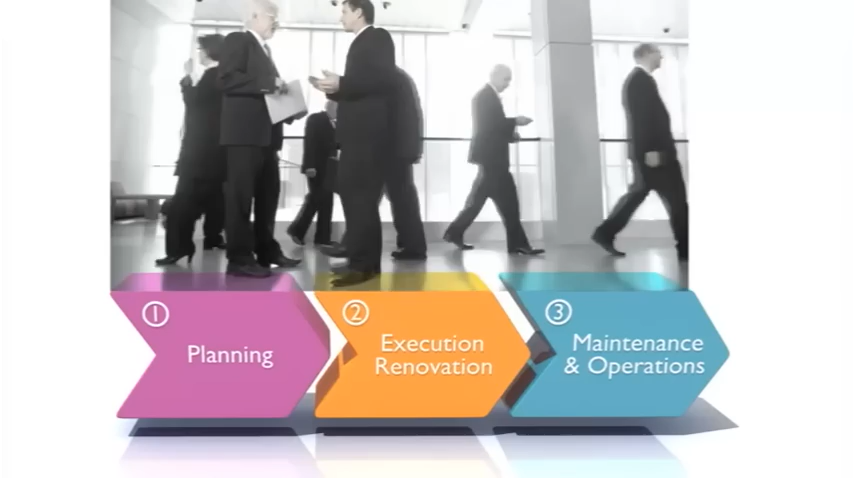 1
Planning
2
Execution
Renovation
3
Maintenance
& Operations